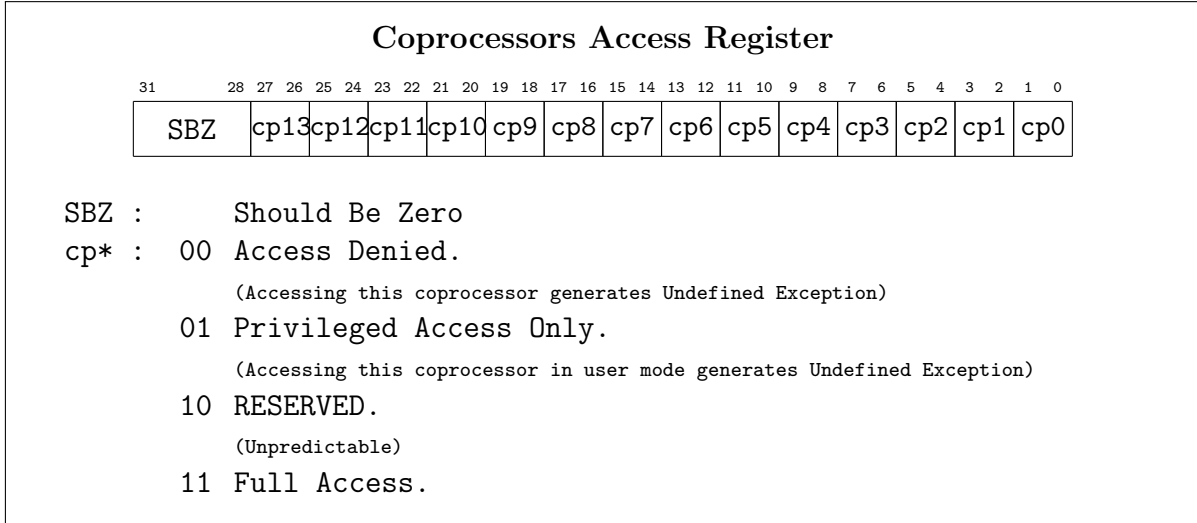 Coprocessors Access Register
31 28 27 26 25 24 23 22 21 20 19 18 17 16 15 14 13 12 11 10 9 8 7 6 5 4 3 2 1 0
SBZ cp13 cp12 cp11 cp10 cp9 cp8 cp7 cp6 cp5 cp4 cp3 cp2 cp1 cp0
SBZ : Should Be Zero
cp* : 00 Access Denied.
(Accessing this coprocessor generates Undefined Exception)
01 Privileged Access Only.
(Accessing this coprocessor in user mode generates Undefined Exception)
10 RESERVED.
(Unpredictable)
11 Full Access.